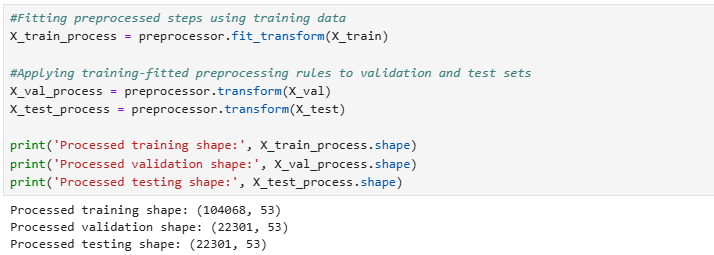 #Fitting preprocessed steps using training data
X_train_process = preprocessor.fit_transform(X_train)
#Applying training-fitted preprocessing rules to validation and test sets
X_val_process = preprocessor.transform(X_val)
X_test_process = preprocessor.transform(X_test)
print('Processed training shape:', X_train_process.shape)
print('Processed validation shape:', X_val_process.shape)
print('Processed testing shape:', X_test_process.shape)
Processed training shape: (104068, 53)
Processed validation shape: (22301, 53)
Processed testing shape: (22301, 53)